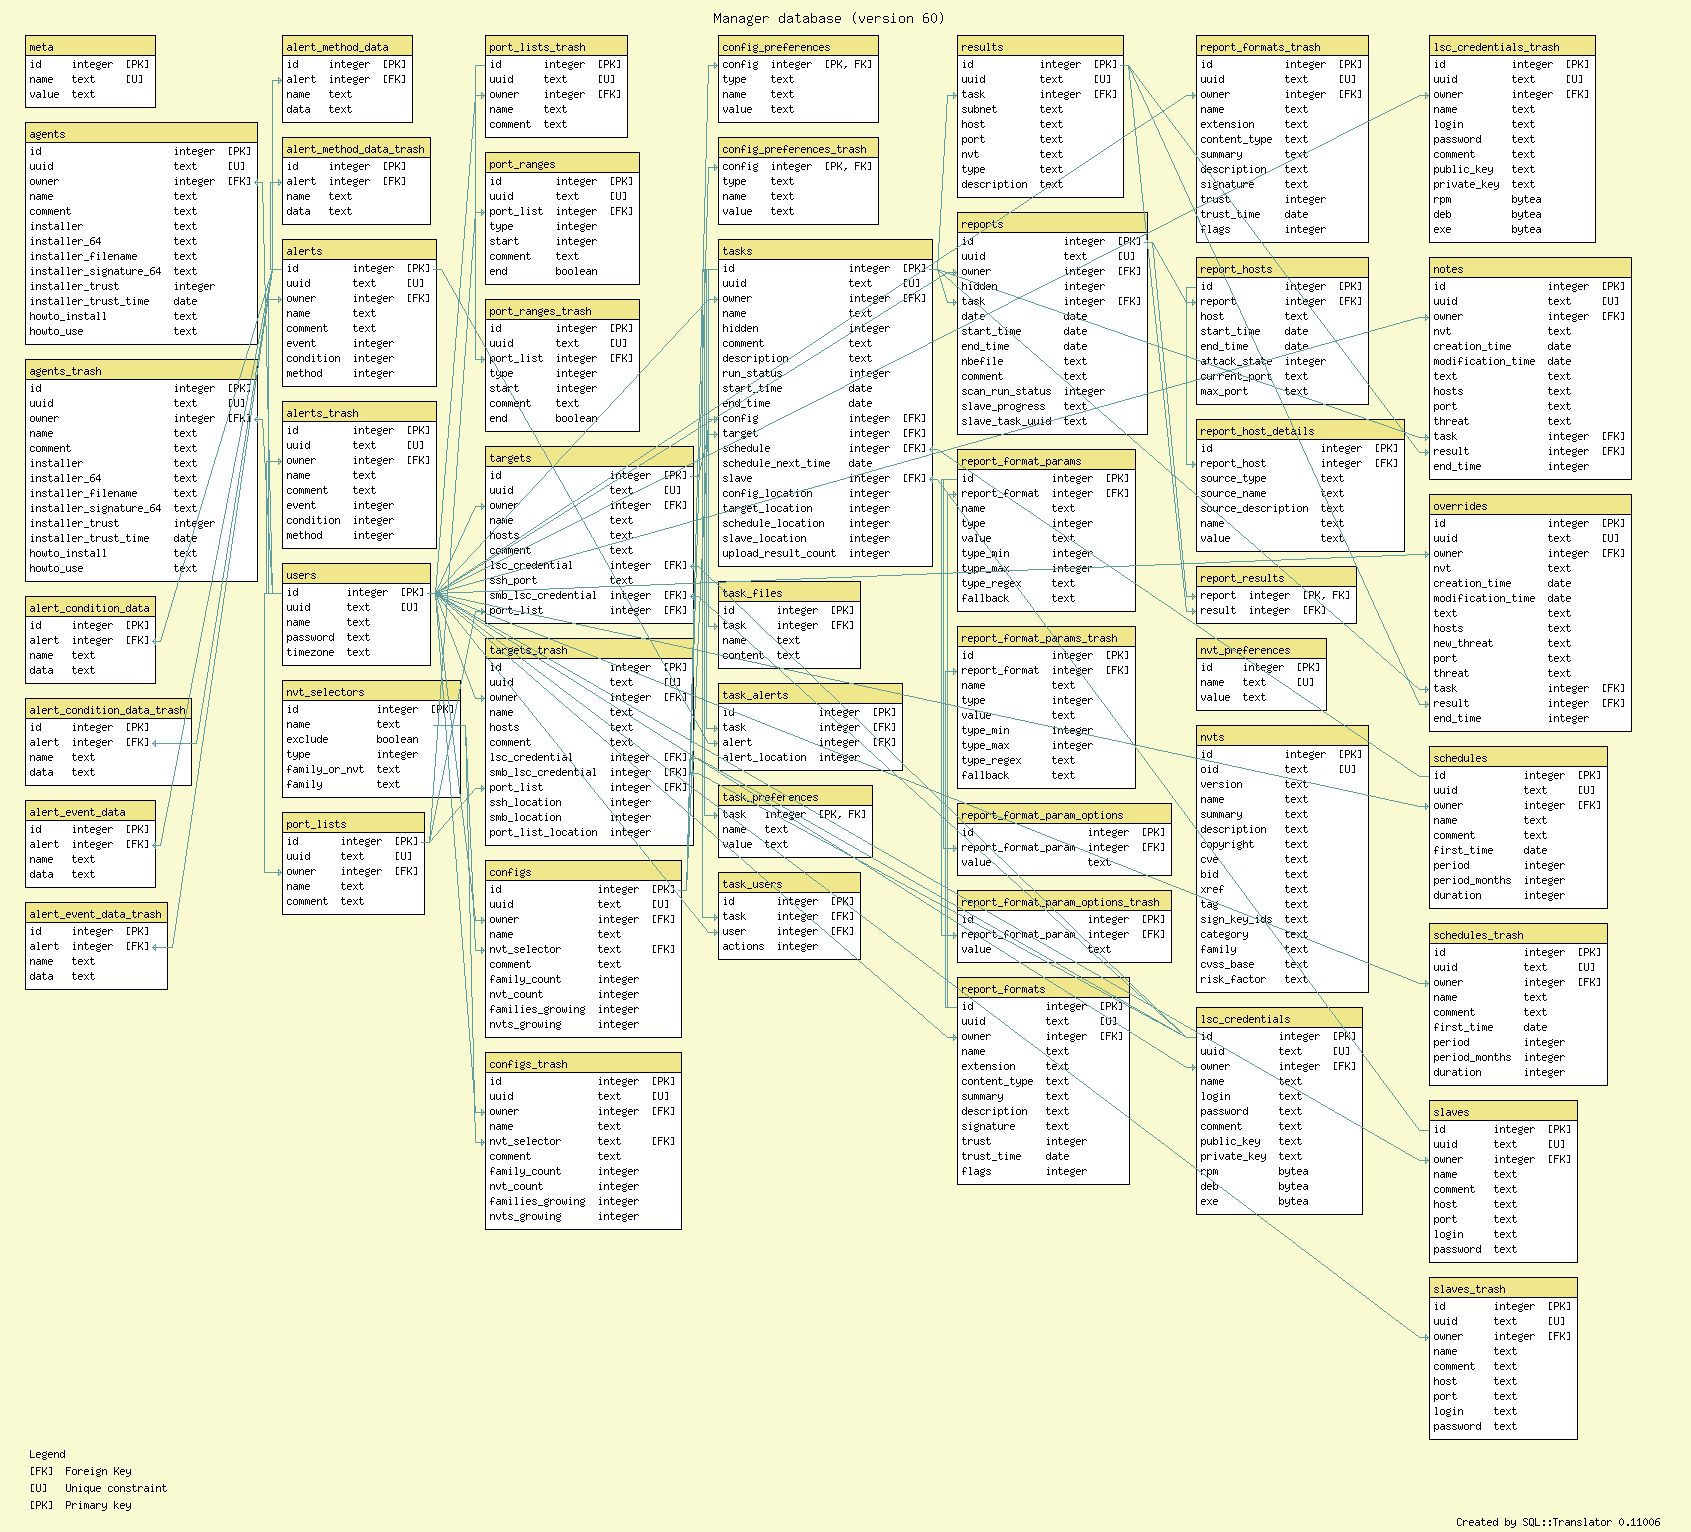 Manager database (version 60)
meta
id integer [PK]
name text [U]
value text
agents
id integer [PK]
uuid text [U]
owner integer [FK]
name text
comment text
installer text
installer_64 text
installer_filename text
installer_signature_64 text
installer_trust integer
installer_trust_time date
howto_install text
howto_use text
agents_trash
id integer [PK]
uuid text [U]
owner integer [FK]
name text
comment text
installer text
installer_64 text
installer_filename text
installer_signature_64 text
installer_trust integer
installer_trust_time date
howto_install text
howto_use text
alert_condition_data
id integer [PK]
alert integer [FK]
name text
data text
alert_condition_data_trash
id integer [PK]
alert integer [FK]
name text
data text
alert_event_data
id integer [PK]
alert integer [FK]
name text
data text
alert_event_data_trash
id integer [PK]
alert integer [FK]
name text
data text
alert_method_data
id integer [PK]
alert integer [FK]
name text
data text
alert_method_data_trash
id integer [PK]
alert integer [FK]
name text
data text
alerts
id integer [PK]
uuid text [U]
owner integer [FK]
name text
comment text
event integer
condition integer
method integer
alerts_trash
id integer [PK]
uuid text [U]
owner integer [FK]
name text
comment text
event integer
condition integer
method integer
users
id integer [PK]
uuid text [U]
name text
password text
timezone text
nvt_selectors
id integer [PK]
name text
exclude boolean
type integer
family_or_nvt text
family text
port_lists
id integer [PK]
uuid text [U]
owner integer [FK]
name text
comment text
port_lists_trash
id integer [PK]
uuid text [U]
owner integer [FK]
name text
comment text
port_ranges
id integer [PK]
uuid text [U]
port_list integer [FK]
type integer
start integer
comment text
end boolean
port_ranges_trash
id integer [PK]
uuid text [U]
port_list integer [FK]
type integer
start integer
comment text
end boolean
targets
id integer [PK]
uuid text [U]
owner integer [FK]
name text
hosts text
comment text
lsc_credential integer [FK]
ssh_port text
smb_lsc_credential integer [FK]
port_list integer [FK]
targets_trash
id integer [PK]
uuid text [U]
owner integer [FK]
name text
hosts text
comment text
lsc_credential integer [FK]
smb_lsc_credential integer [FK]
port_list integer [FK]
ssh_location integer
smb_location integer
port_list_location integer
configs
id integer [PK]
uuid text [U]
owner integer [FK]
name text
nvt_selector text [FK]
comment text
family_count integer
nvt_count integer
families_growing integer
nvts_growing integer
configs_trash
id integer [PK]
uuid text [U]
owner integer [FK]
name text
nvt_selector text [FK]
comment text
family_count integer
nvt_count integer
families_growing integer
nvts_growing integer
config_preferences
config integer [PK, FK]
type text
name text
value text
config_preferences_trash
config integer [PK, FK]
type text
name text
value text
tasks
id integer [PK]
uuid text [U]
owner integer [FK]
name text
hidden integer
comment text
description text
run_status integer
start_time date
end_time date
config integer [FK]
target integer [FK]
schedule integer [FK]
schedule_next_time date
slave integer [FK]
config_location integer
target_location integer
schedule_location integer
slave_location integer
upload_result_count integer
task_files
id integer [PK]
task integer [FK]
name text
content text
task_alerts
id integer [PK]
task integer [FK]
alert integer [FK]
alert_location integer
task_preferences
task integer [PK, FK]
name text
value text
task_users
id integer [PK]
task integer [FK]
user integer [FK]
actions integer
results
id integer [PK]
uuid text [U]
task integer [FK]
subnet text
host text
port text
nvt text
type text
description text
reports
id integer [PK]
uuid text [U]
owner integer [FK]
hidden integer
task integer [FK]
date date
start_time date
end_time date
nbefile text
comment text
scan_run_status integer
slave_progress text
slave_task_uuid text
report_format_params
id integer [PK]
report_format integer [FK]
name text
type integer
value text
type_min integer
type_max integer
type_regex text
fallback text
report_format_params_trash
id integer [PK]
report_format integer [FK]
name text
type integer
value text
type_min integer
type_max integer
type_regex text
fallback text
report_format_param_options
id integer [PK]
report_format_param integer [FK]
value text
report_format_param_options_trash
id integer [PK]
report_format_param integer [FK]
value text
report_formats
id integer [PK]
uuid text [U]
owner integer [FK]
name text
extension text
content_type text
summary text
description text
signature text
trust integer
trust_time date
flags integer
report_formats_trash
id integer [PK]
uuid text [U]
owner integer [FK]
name text
extension text
content_type text
summary text
description text
signature text
trust integer
trust_time date
flags integer
report_hosts
id integer [PK]
report integer [FK]
host text
start_time date
end_time date
attack_state integer
current_port text
max_port text
report_host_details
id integer [PK]
report_host integer [FK]
source_type text
source_name text
source_description text
name text
value text
report_results
report integer [PK, FK]
result integer [FK]
nvt_preferences
id integer [PK]
name text [U]
value text
nvts
id integer [PK]
oid text [U]
version text
name text
summary text
description text
copyright text
cve text
bid text
xref text
tag text
sign_key_ids text
category text
family text
cvss_base text
risk_factor text
lsc_credentials
id integer [PK]
uuid text [U]
owner integer [FK]
name text
login text
password text
comment text
public_key text
private_key text
rpm bytea
deb bytea
exe bytea
lsc_credentials_trash
id integer [PK]
uuid text [U]
owner integer [FK]
name text
login text
password text
comment text
public_key text
private_key text
rpm bytea
deb bytea
exe bytea
notes
id integer [PK]
uuid text [U]
owner integer [FK]
nvt text
creation_time date
modification_time date
text text
hosts text
port text
threat text
task integer [FK]
result integer [FK]
end_time integer
overrides
id integer [PK]
uuid text [U]
owner integer [FK]
nvt text
creation_time date
modification_time date
text text
hosts text
new_threat text
port text
threat text
task integer [FK]
result integer [FK]
end_time integer
schedules
id integer [PK]
uuid text [U]
owner integer [FK]
name text
comment text
first_time date
period integer
period_months integer
duration integer
schedules_trash
id integer [PK]
uuid text [U]
owner integer [FK]
name text
comment text
first_time date
period integer
period_months integer
duration integer
slaves
id integer [PK]
uuid text [U]
owner integer [FK]
name text
comment text
host text
port text
login text
password text
slaves_trash
id integer [PK]
uuid text [U]
owner integer [FK]
name text
comment text
host text
port text
login text
password text
Legend
[FK] Foreign Key
[U] Unique constraint
[PK] Primary key
Created by SQL::Translator 0.11006